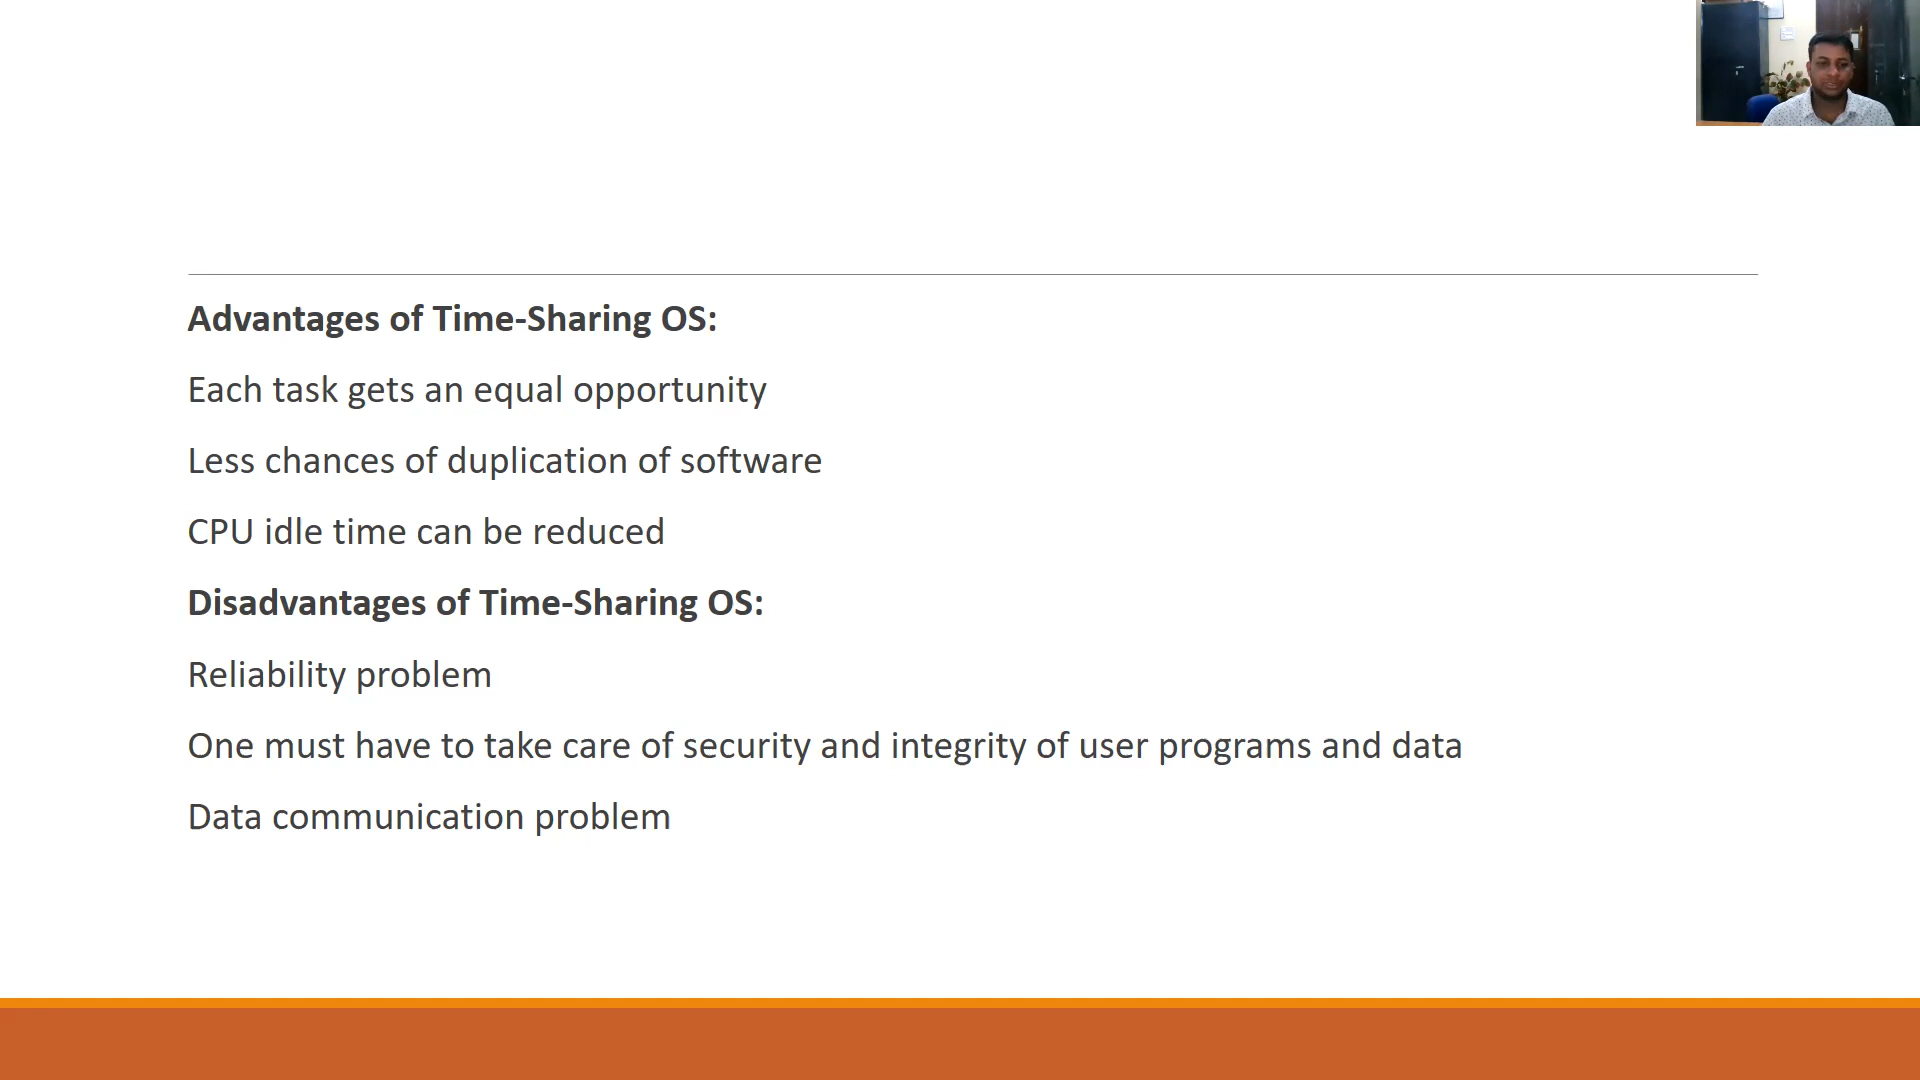 Advantages of Time-Sharing OS:
Each task gets an equal opportunity
Less chances of duplication of software
CPU idle time can be reduced
Disadvantages of Time-Sharing OS:
Reliability problem
One must have to take care of security and integrity of user programs and data
Data communication problem